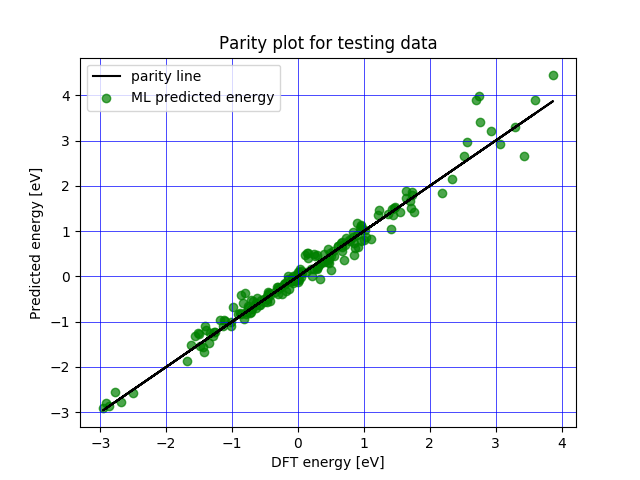 Parity plot for testing data
parity line
ML predicted energy
4
3
2
1
0
−1
−2
−3
Predicted energy [eV]
−3 −2 −1 0 1 2 3 4
DFT energy [eV]